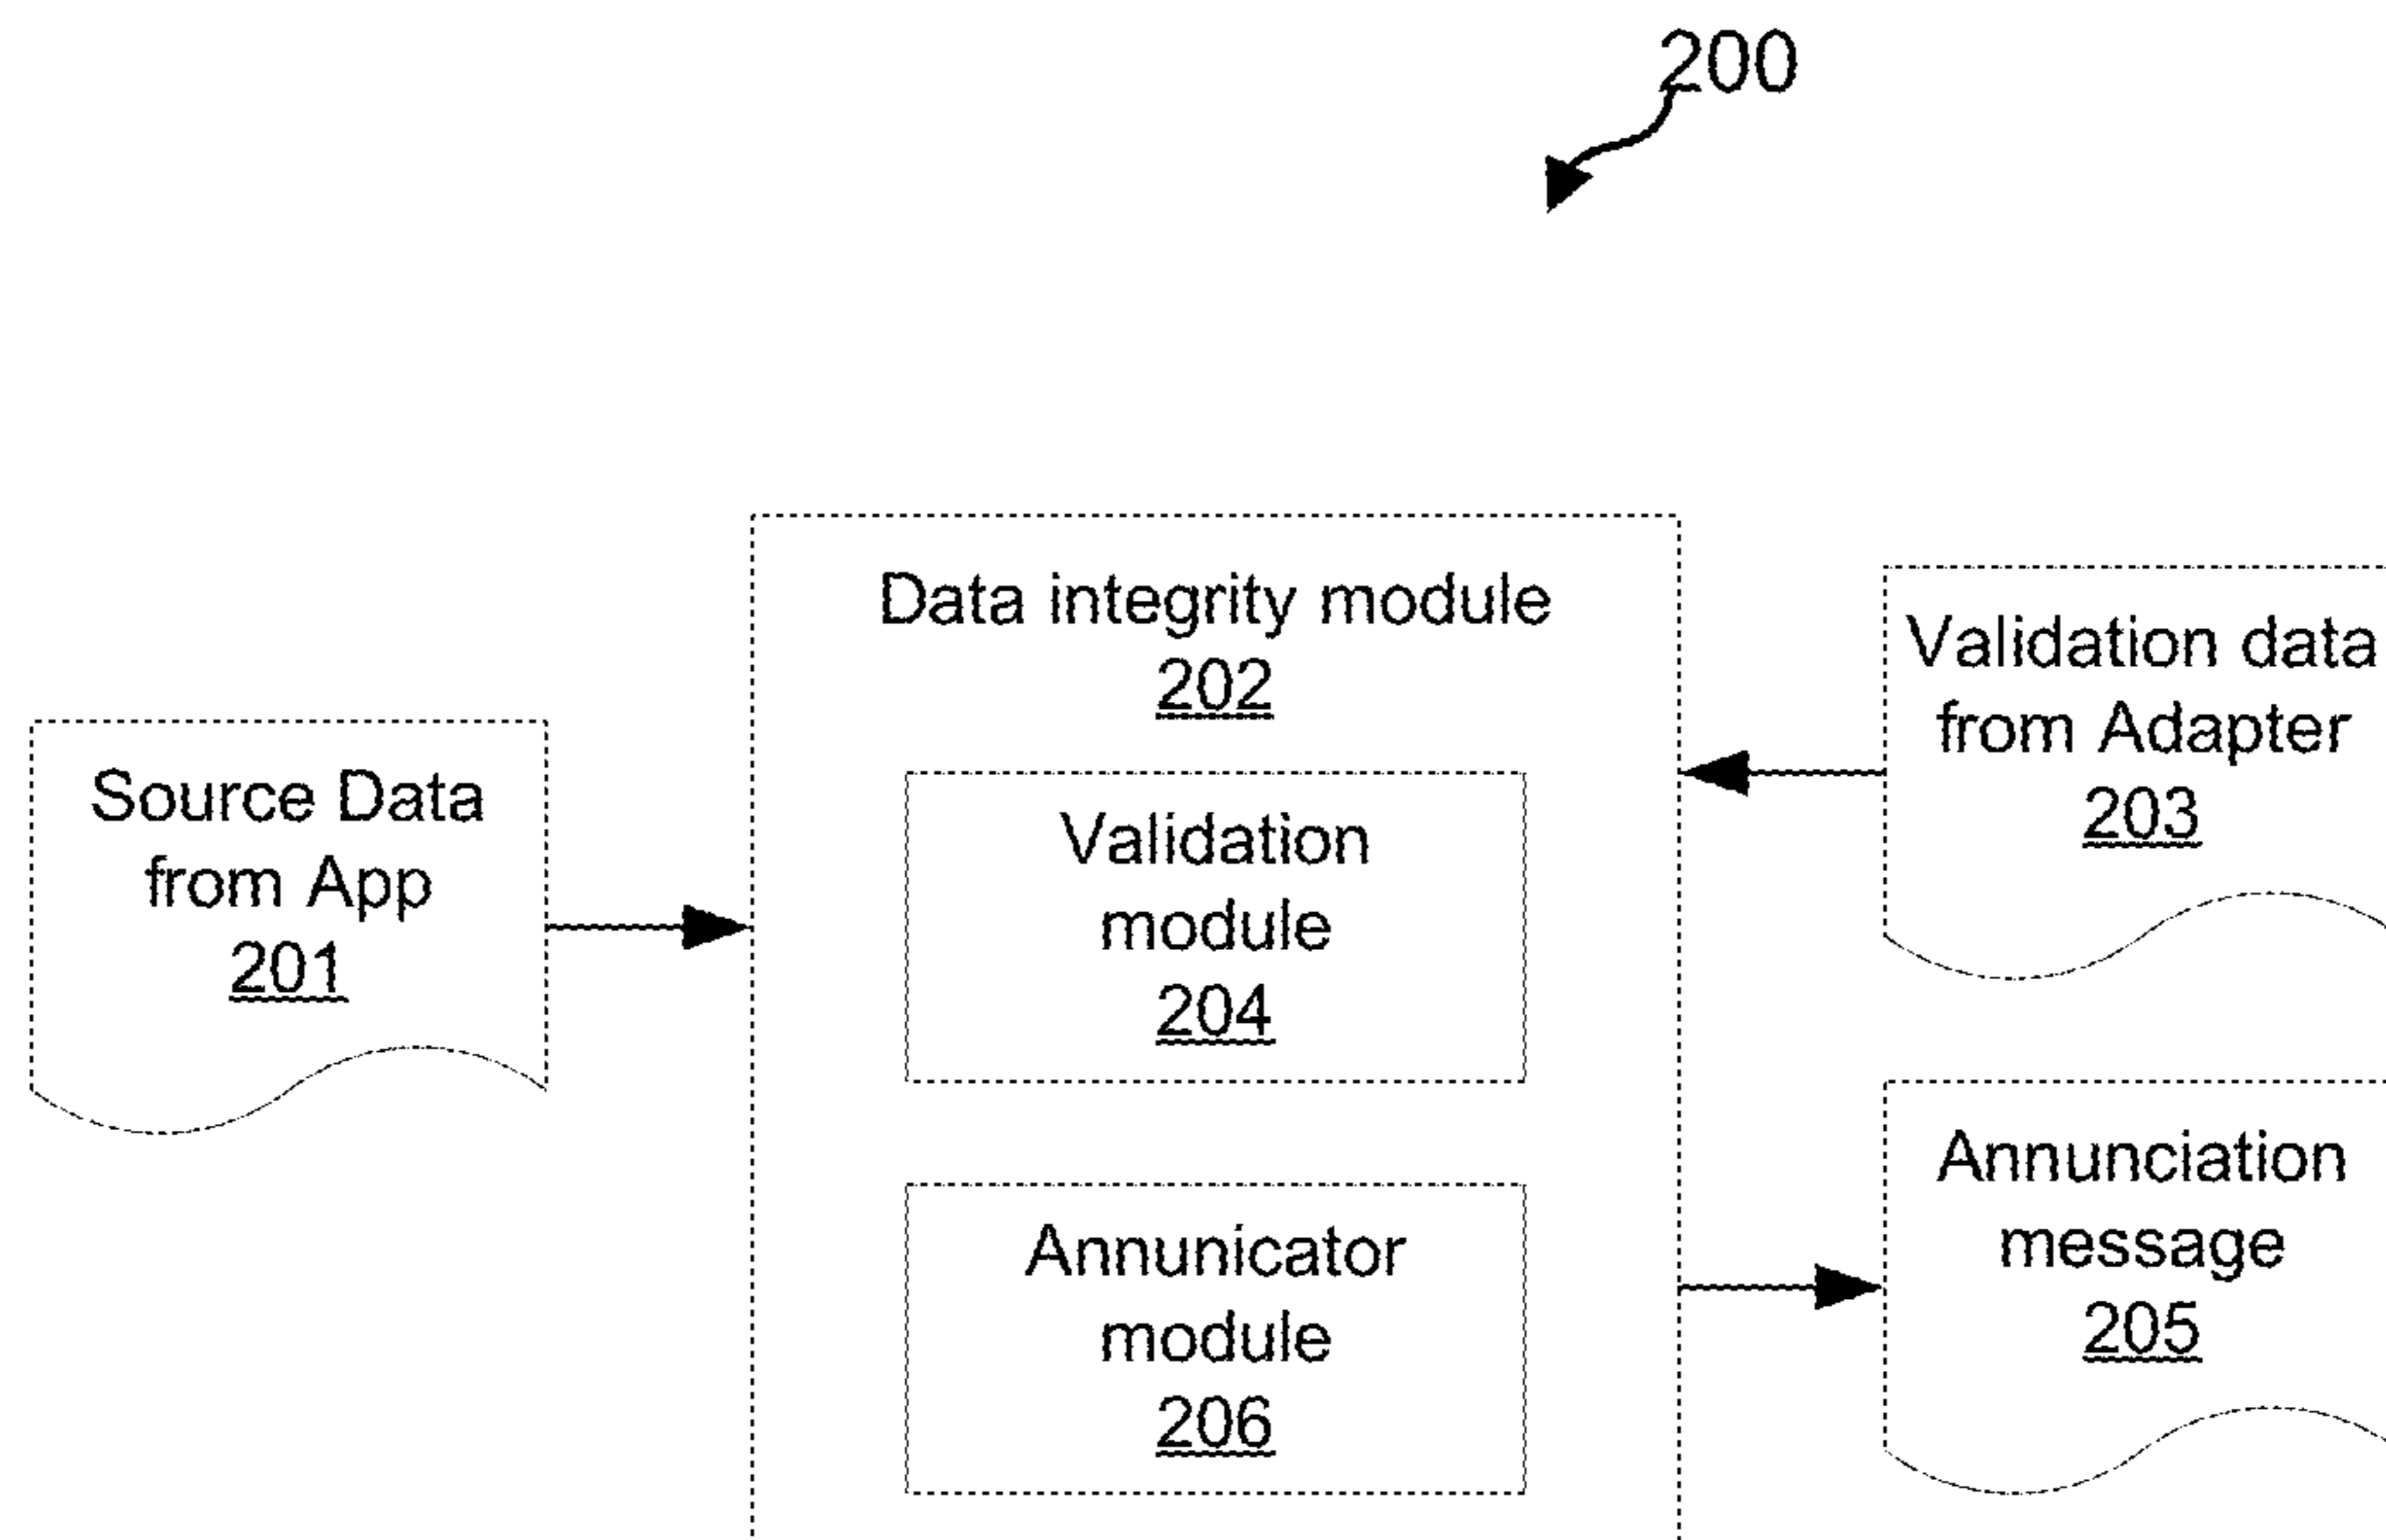 200
Data integrity module
202
Validation data
from Adapter
203
Source Data
from App
201
Validation
module
204
Annunciation
message
205
Annunicator
module
206